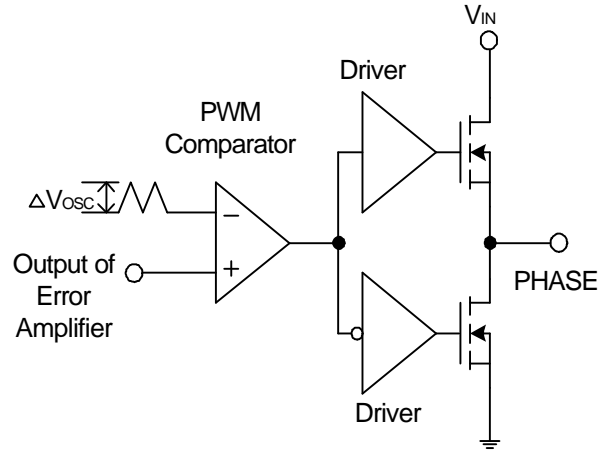 VIN
Driver
PWM
Comparator
ΔVOSC
−
+
Output of
Error
Amplifier
PHASE
Driver